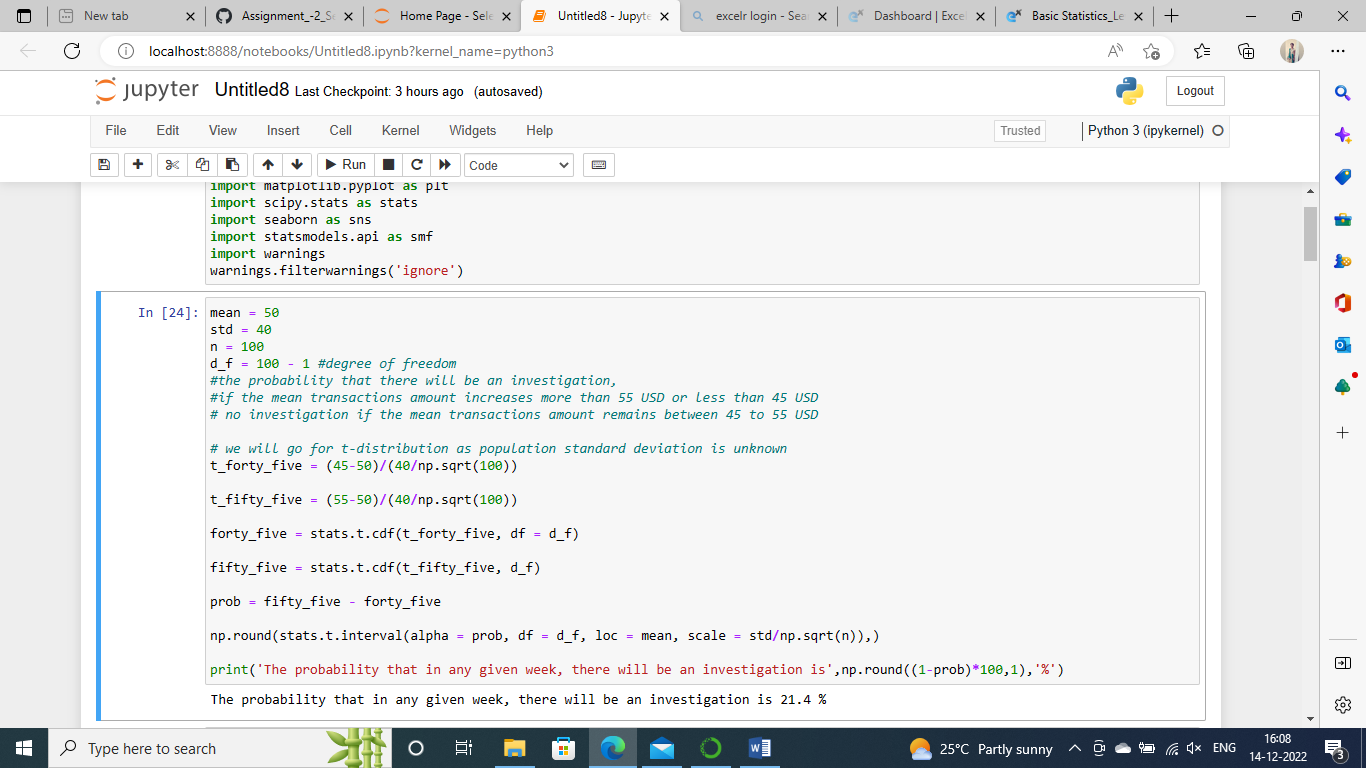 New tab
Assignment_-2_Se
Home Page - Sele
Untitled8 - Jupyte
excelr login - Sear
Dashboard | Excel
Basic Statistics_Le
localhost:8888/notebooks/Untitled8.ipynb?kernel_name=python3
jupyter Untitled8 Last Checkpoint: 3 hours ago (autosaved)
Logout
File Edit View Insert Cell Kernel Widgets Help
Trusted
Python 3 (ipykernel)
Run
Code
import matplotlib.pyplot as plt
import scipy.stats as stats
import seaborn as sns
import statsmodels.api as smf
import warnings
warnings.filterwarnings('ignore')
In [24]: mean = 50
std = 40
n = 100
d_f = 100 - 1 #degree of freedom
#the probability that there will be an investigation,
#if the mean transactions amount increases more than 55 USD or less than 45 USD
# no investigation if the mean transactions amount remains between 45 to 55 USD
# we will go for t-distribution as population standard deviation is unknown
t_forty_five = (45-50)/(40/np.sqrt(100))
t_fifty_five = (55-50)/(40/np.sqrt(100))
forty_five = stats.t.cdf(t_forty_five, df = d_f)
fifty_five = stats.t.cdf(t_fifty_five, d_f)
prob = fifty_five - forty_five
np.round(stats.t.interval(alpha = prob, df = d_f, loc = mean, scale = std/np.sqrt(n)),)
print('The probability that in any given week, there will be an investigation is',np.round((1-prob)*100,1),'%')
The probability that in any given week, there will be an investigation is 21.4 %
Type here to search
25°C Partly sunny
ENG
16:08
14-12-2022
3